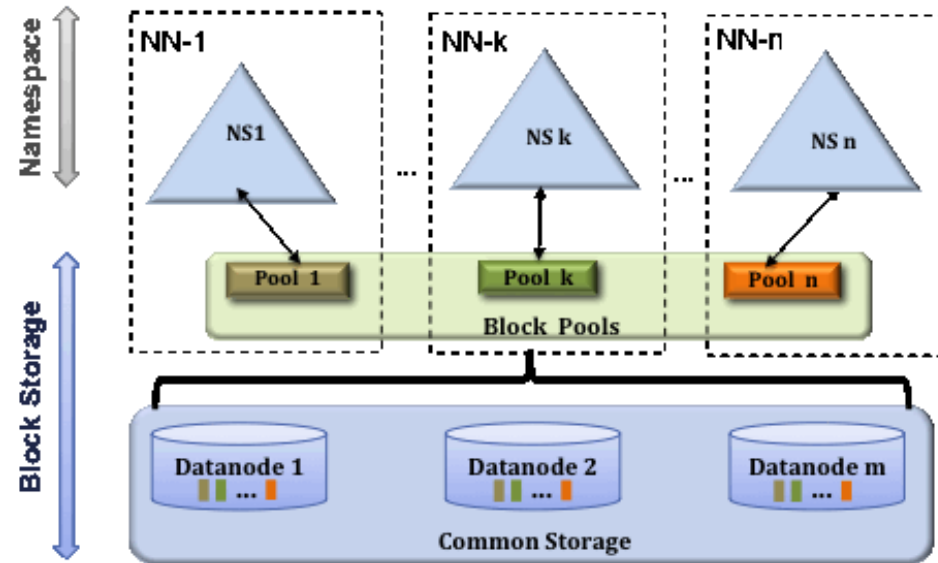 Namespace
NN-1
NN-k
NN-n
NS1
NS k
NS n
...
...
Block Storage
Pool 1
Pool k
Pool n
Block Pools
Datanode 1
...
Datanode 2
...
Datanode m
...
Common Storage